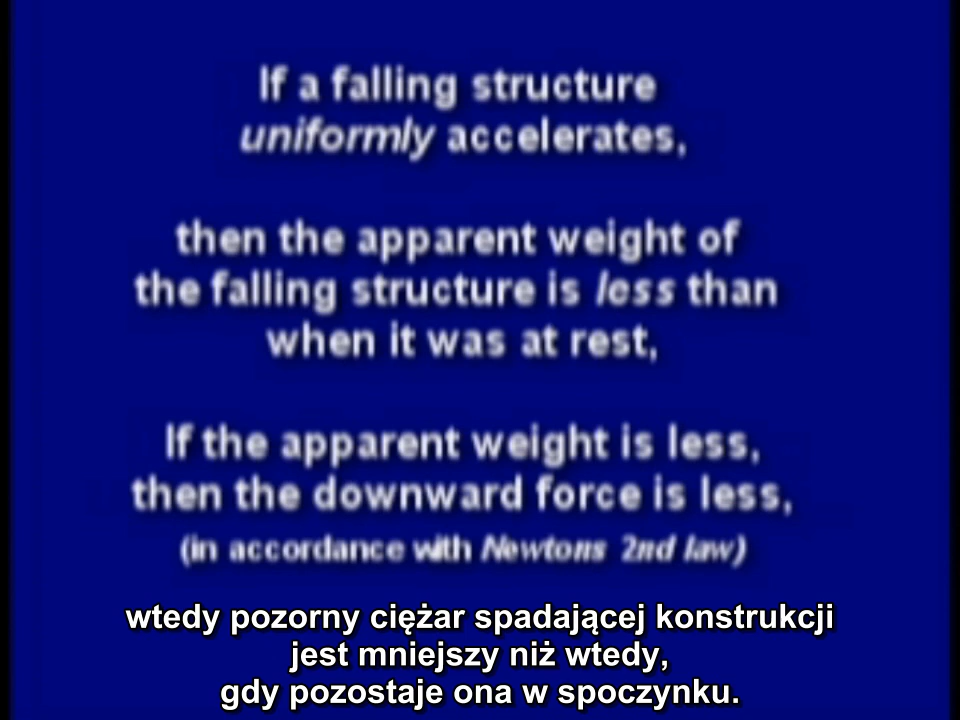 If a falling structure
uniformly accelerates,
then the apparent weight of
the falling structure is less than
when it was at rest,
If the apparent weight is less,
then the downward force is less,
(in accordance with Newtons 2nd law)
wtedy pozorny ciężar spadającej konstrukcji
jest mniejszy niż wtedy,
gdy pozostaje ona w spoczynku.